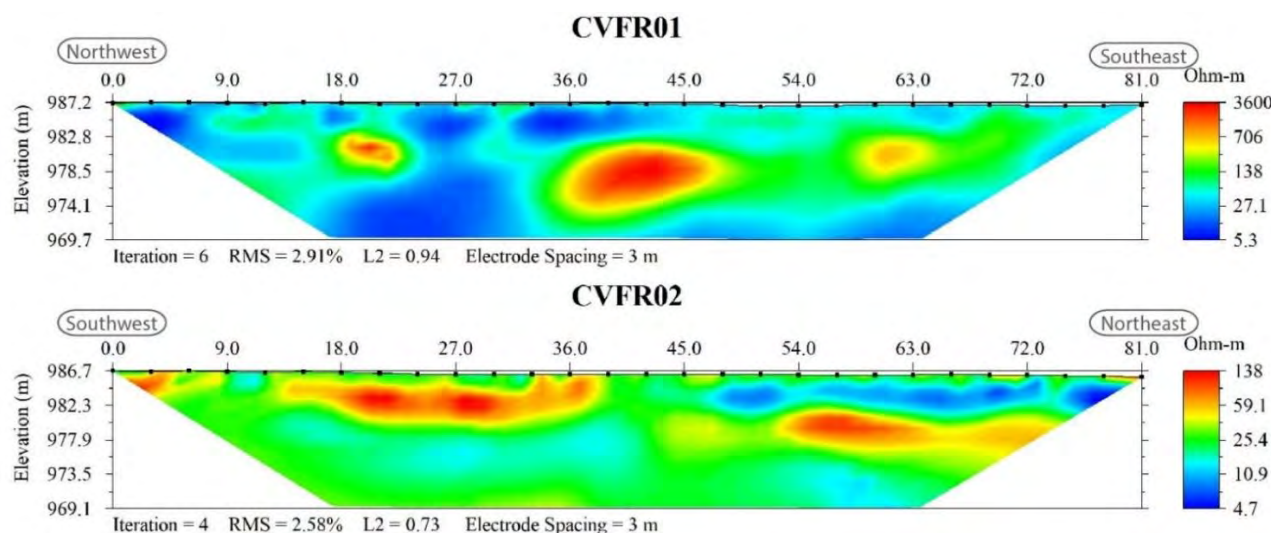 CVFR01
Northwest Southeast
0.0 9.0 18.0 27.0 36.0 45.0 54.0 63.0 72.0 81.0 Ohm-m
987.2 3600
982.8 706
978.5 138
974.1 27.1
969.7 5.3
Elevation (m)
Iteration = 6 RMS = 2.91% L2 = 0.94 Electrode Spacing = 3 m
CVFR02
Southwest Northeast
0.0 9.0 18.0 27.0 36.0 45.0 54.0 63.0 72.0 81.0 Ohm-m
986.7 138
982.3 59.1
977.9 25.4
973.5 10.9
969.1 4.7
Elevation (m)
Iteration = 4 RMS = 2.58% L2 = 0.73 Electrode Spacing = 3 m